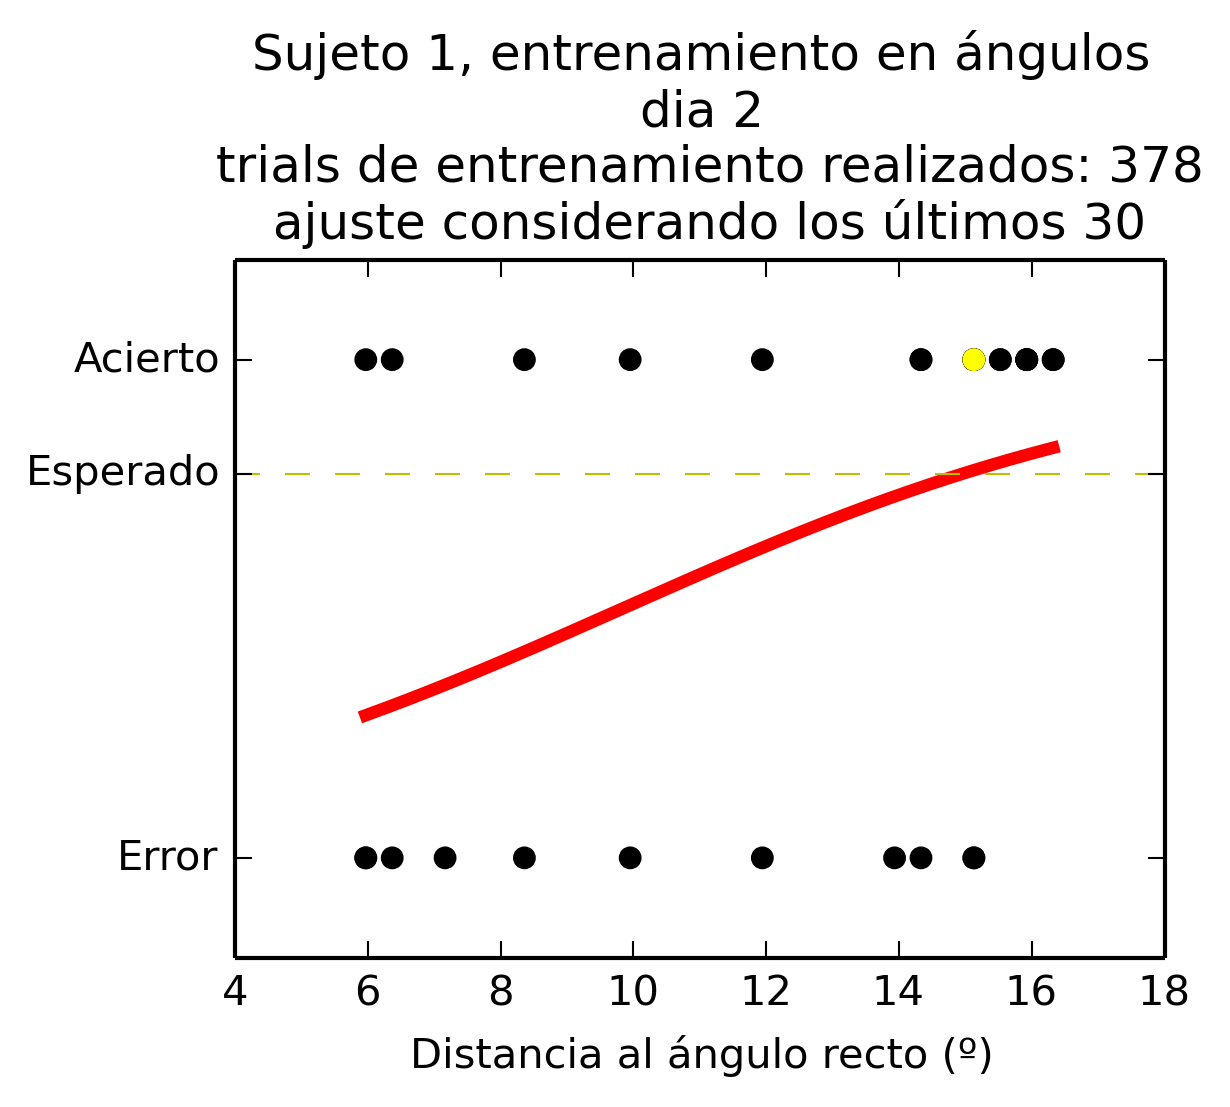 Sujeto 1, entrenamiento en ángulos
dia 2
trials de entrenamiento realizados: 378
ajuste considerando los últimos 30
Acierto
Esperado
Error
4 6 8 10 12 14 16 18
Distancia al ángulo recto (º)